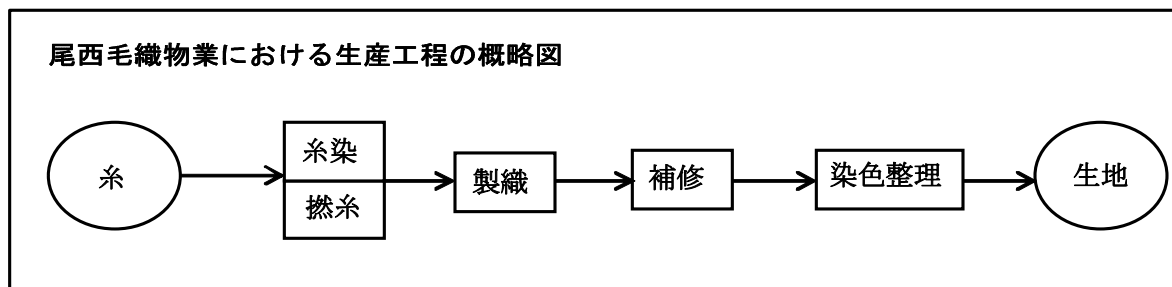 尾西毛織物業における生産工程の概略図
糸
糸染
撚糸
製織
補修
染色整理
生地